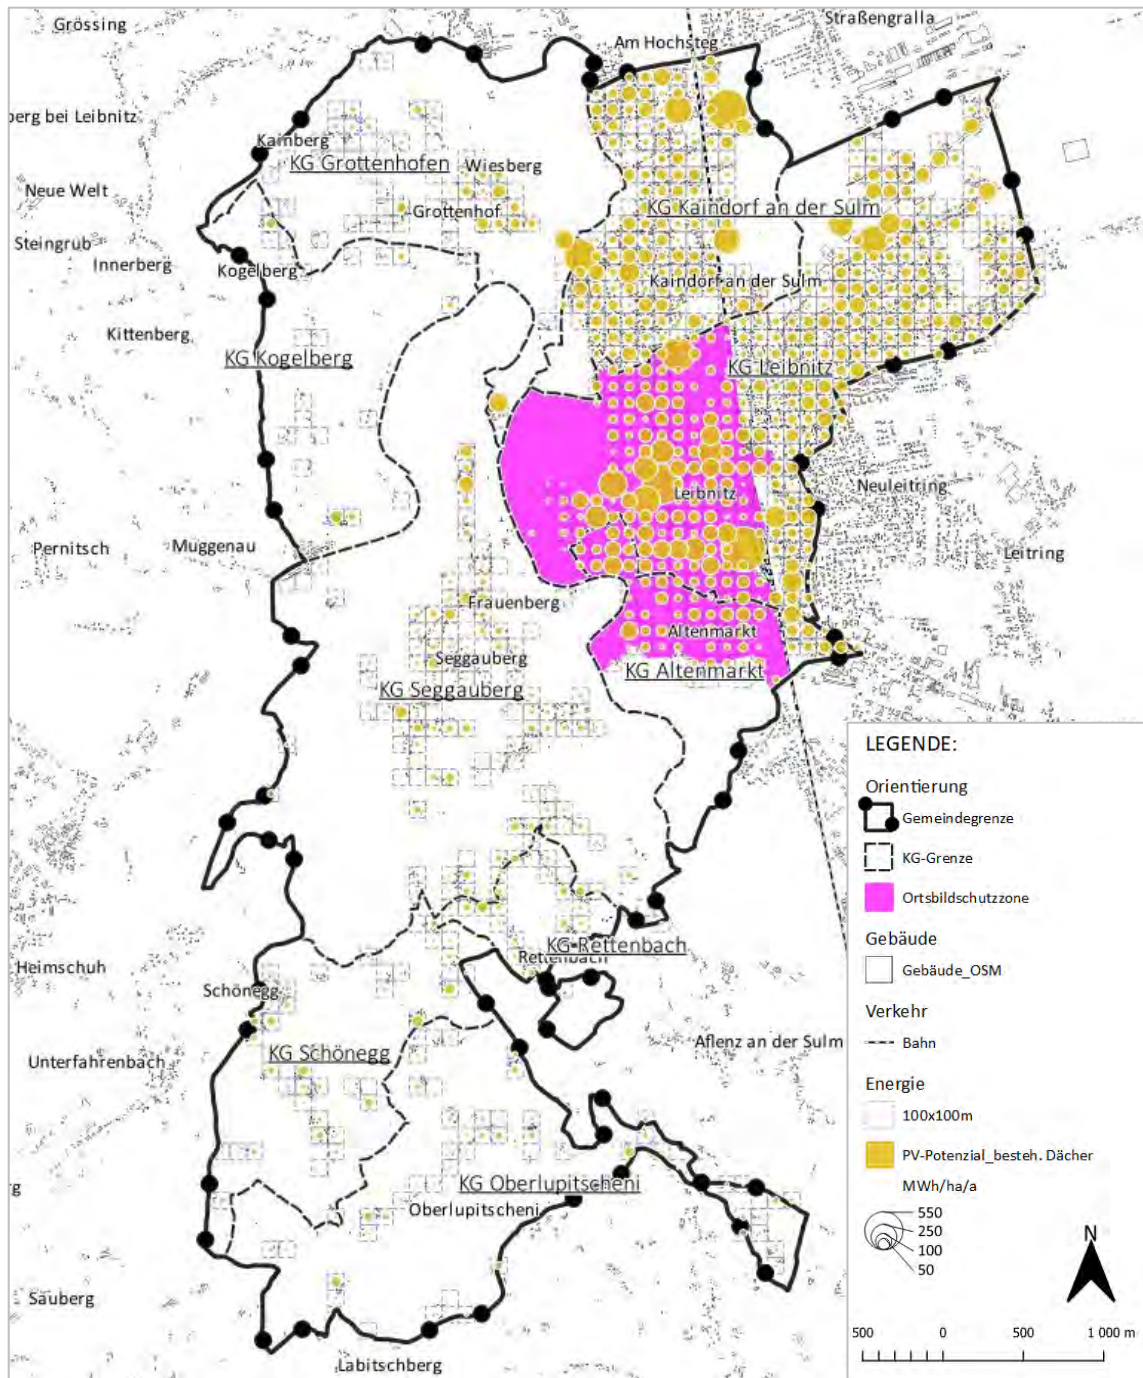 Grössing
Straßengralla
Am Hochsteg
berg bei Leibnitz
Kaimberg
KG Grottenhofen
Wiesberg
Neue Welt
Grottenhof
KG Kaindorf an der Sulm
Steingrub
Innerberg
Kogelberg
Kaindorf an der Sulm
Kittenberg
KG Kogelberg
KG Leibnitz
Leibnitz
Neuleitring
Pernitsch
Muggenau
Leitring
Frauenberg
Altenmarkt
Seggauberg
KG Altenmarkt
KG Seggauberg
KG Rettenbach
Rettenbach
Heimschuh
Schönegg
Aflenz an der Sulm
KG Schönegg
Unterfahrenbach
KG Oberlupitscheni
Oberlupitscheni
Sauberg
Labitschberg
LEGENDE:
Orientierung
Gemeindegrenze
KG-Grenze
Ortsbildschutzzone
Gebäude
Gebäude_OSM
Verkehr
Bahn
Energie
100x100m
PV-Potenzial_besteh. Dächer
MWh/ha/a
550
250
100
50
N
500 0 500 1 000 m